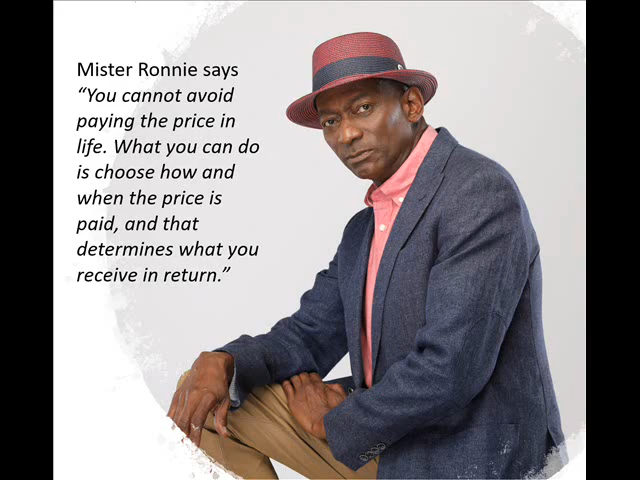 Mister Ronnie says
“You cannot avoid
paying the price in
life. What you can do
is choose how and
when the price is
paid, and that
determines what you
receive in return.”